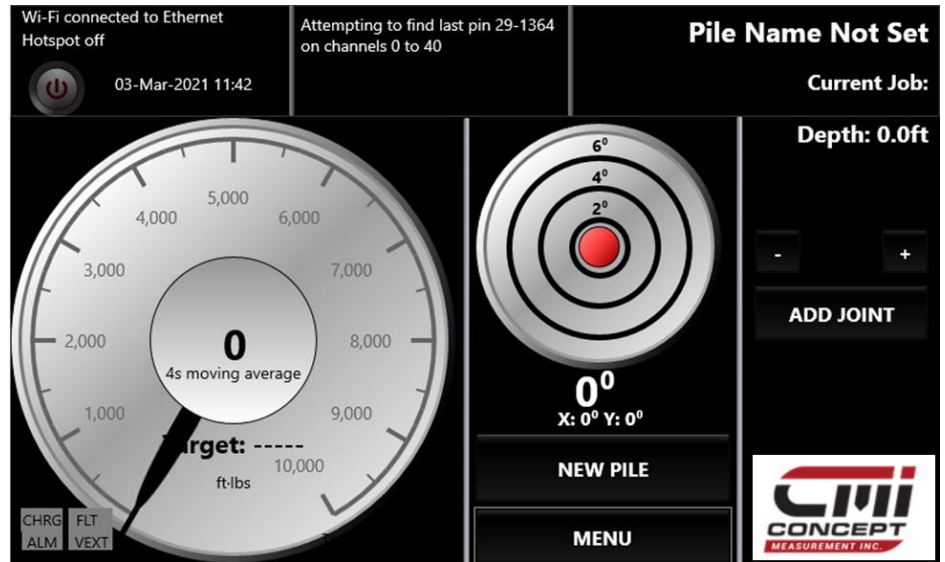 Wi-Fi connected to Ethernet
Hotspot off
03-Mar-2021 11:42
Attempting to find last pin 29-1364
on channels 0 to 40
Pile Name Not Set
Current Job:
Depth: 0.0ft
5,000
4,000
6,000
3,000
7,000
2,000
8,000
1,000
9,000
10,000
0
4s moving average
rget: -----
ft·lbs
CHRG FLT
ALM VEXT
6⁰
4⁰
2⁰
0⁰
X: 0⁰ Y: 0⁰
NEW PILE
MENU
- +
ADD JOINT
CMI
CONCEPT
MEASUREMENT INC.